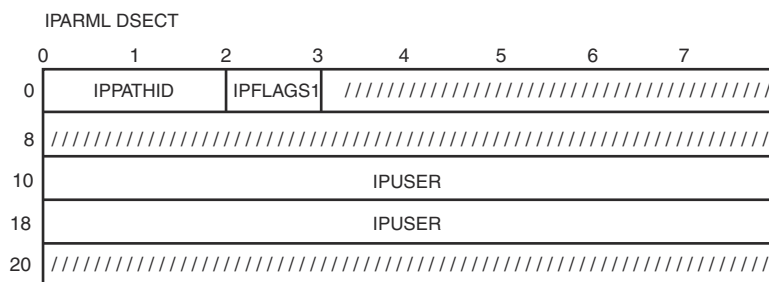 IPARML DSECT
0 1 2 3 4 5 6 7
0 IPPATHID IPFLAGS1 ///////////////////////////////////////
8 ////////////////////////////////////////////////////////////////////
10 IPUSER
18 IPUSER
20 ////////////////////////////////////////////////////////////////////